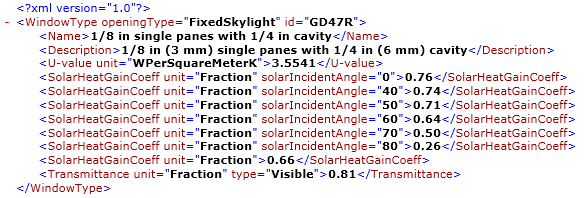 <?xml version="1.0"?>
- <WindowType openingType="FixedSkylight" id="GD47R">
<Name>1/8 in single panes with 1/4 in cavity</Name>
<Description>1/8 in (3 mm) single panes with 1/4 in (6 mm) cavity</Description>
<U-value unit="WPerSquareMeterK">3.5541</U-value>
<SolarHeatGainCoeff unit="Fraction" solarIncidentAngle="0">0.76</SolarHeatGainCoeff>
<SolarHeatGainCoeff unit="Fraction" solarIncidentAngle="40">0.74</SolarHeatGainCoeff>
<SolarHeatGainCoeff unit="Fraction" solarIncidentAngle="50">0.71</SolarHeatGainCoeff>
<SolarHeatGainCoeff unit="Fraction" solarIncidentAngle="60">0.64</SolarHeatGainCoeff>
<SolarHeatGainCoeff unit="Fraction" solarIncidentAngle="70">0.50</SolarHeatGainCoeff>
<SolarHeatGainCoeff unit="Fraction" solarIncidentAngle="80">0.26</SolarHeatGainCoeff>
<SolarHeatGainCoeff unit="Fraction">0.66</SolarHeatGainCoeff>
<Transmittance unit="Fraction" type="Visible">0.81</Transmittance>
</WindowType>